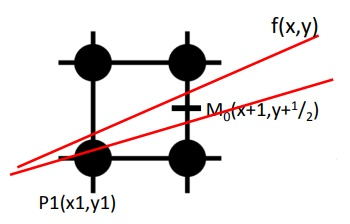 f(x,y)
M₀(x+1,y+¹/₂)
P1(x1,y1)